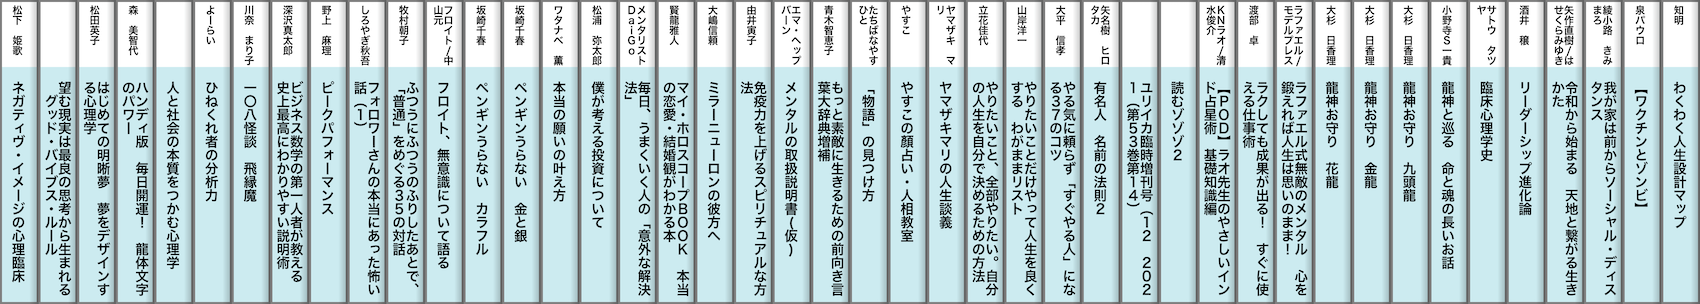 知明
わくわく人生設計マップ
泉パウロ
【ワクチンとゾンビ】
綾小路 きみ
まろ
我が家は前からソーシャル・ディス
タンス
矢作直樹/は
せくらみゆき
令和から始まる 天地と繋がる生き
かた
酒井 穣
リーダーシップ進化論
サトウ タツ
ヤ
臨床心理学史
小野寺S一貴
龍神と巡る 命と魂の長いお話
大杉 日香理
龍神お守り 九頭龍
大杉 日香理
龍神お守り 金龍
大杉 日香理
龍神お守り 花龍
ラファエル/
モデルプレス
ラファエル式無敵のメンタル 心を
鍛えれば人生は思いのまま!
渡部 卓
ラクしても成果が出る! すぐに使
える仕事術
KNラオ/清
水俊介
【POD】ラオ先生のやさしいイン
ド占星術 基礎知識編
読むゾゾゾ2
ユリイカ臨時増刊号(12 202
1(第53巻第14)
矢名樹 ヒロ
タカ
有名人 名前の法則2
大平 信孝
やる気に頼らず「すぐやる人」にな
る37のコツ
山岸洋一
やりたいことだけやって人生を良く
する わがままリスト
立花佳代
やりたいこと、全部やりたい。自分
の人生を自分で決めるための方法
ヤマザキ マ
リ
ヤマザキマリの人生談義
やすこ
やすこの顔占い・人相教室
たちばなやす
ひと
「物語」の見つけ方
青木智恵子
もっと素敵に生きるための前向き言
葉大辞典増補
エマ・ヘップ
バーン
メンタルの取扱説明書(仮)
由井寅子
免疫力を上げるスピリチュアルな方
法
大嶋信頼
ミラーニューロンの彼方へ
賢龍雅人
マイ・ホロスコープBOOK 本当
の恋愛・結婚観がわかる本
メンタリスト
DaiGo
毎日、うまくいく人の「意外な解決
法」
松浦 弥太郎
僕が考える投資について
ワタナベ 薫
本当の願いの叶え方
坂崎千春
ペンギンうらない 金と銀
坂崎千春
ペンギンうらない カラフル
フロイト/中
山元
フロイト、無意識について語る
牧村朝子
ふつうにふつうのふりしたあとで、
「普通」をめぐる35の対話
しろやぎ秋吾
フォロワーさんの本当にあった怖い
話(1)
野上 麻理
ピークパフォーマンス
深沢真太郎
ビジネス数学の第一人者が教える
史上最高にわかりやすい説明術
川奈 まり子
一〇八怪談 飛縁魔
よーらい
ひねくれ者の分析力
人と社会の本質をつかむ心理学
森 美智代
ハンディ版 毎日開運! 龍体文字
のパワー
松田英子
はじめての明晰夢 夢をデザインす
る心理学
望む現実は最良の思考から生まれる
グッド・バイブス・ルール
松下 姫歌
ネガティヴ・イメージの心理臨床